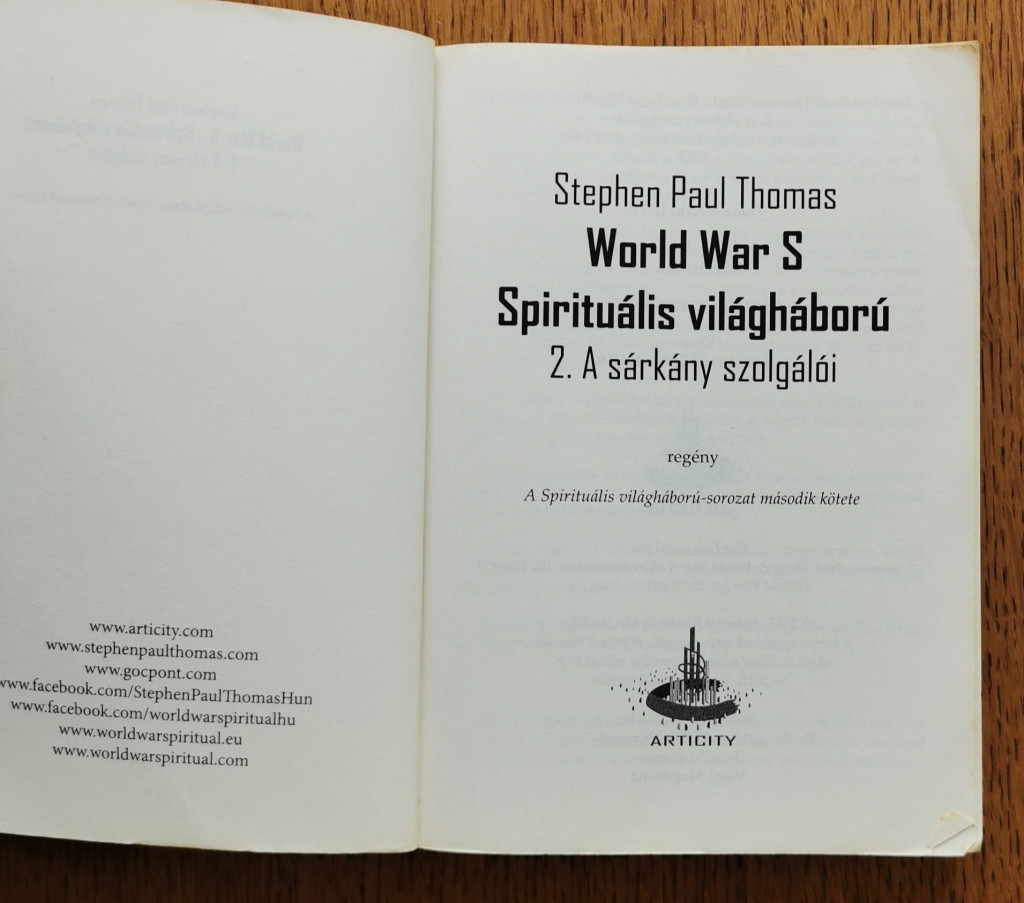 www.articity.com
www.stephenpaulthomas.com
www.gocpont.com
www.facebook.com/StephenPaulThomasHun
www.facebook.com/worldwarspiritualhu
www.worldwarspiritual.eu
www.worldwarspiritual.com
Stephen Paul Thomas
World War S
Spirituális világháború
2. A sárkány szolgálói
regény
A Spirituális világháború-sorozat második kötete
ARTICITY